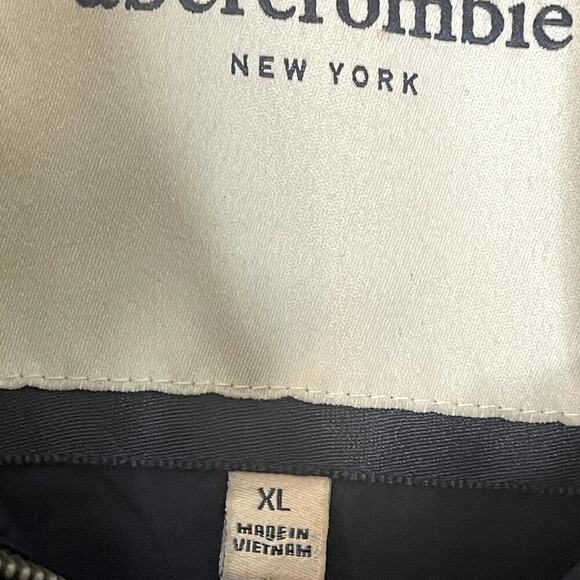 abercrombie
NEW YORK
XL
MADE IN
VIETNAM